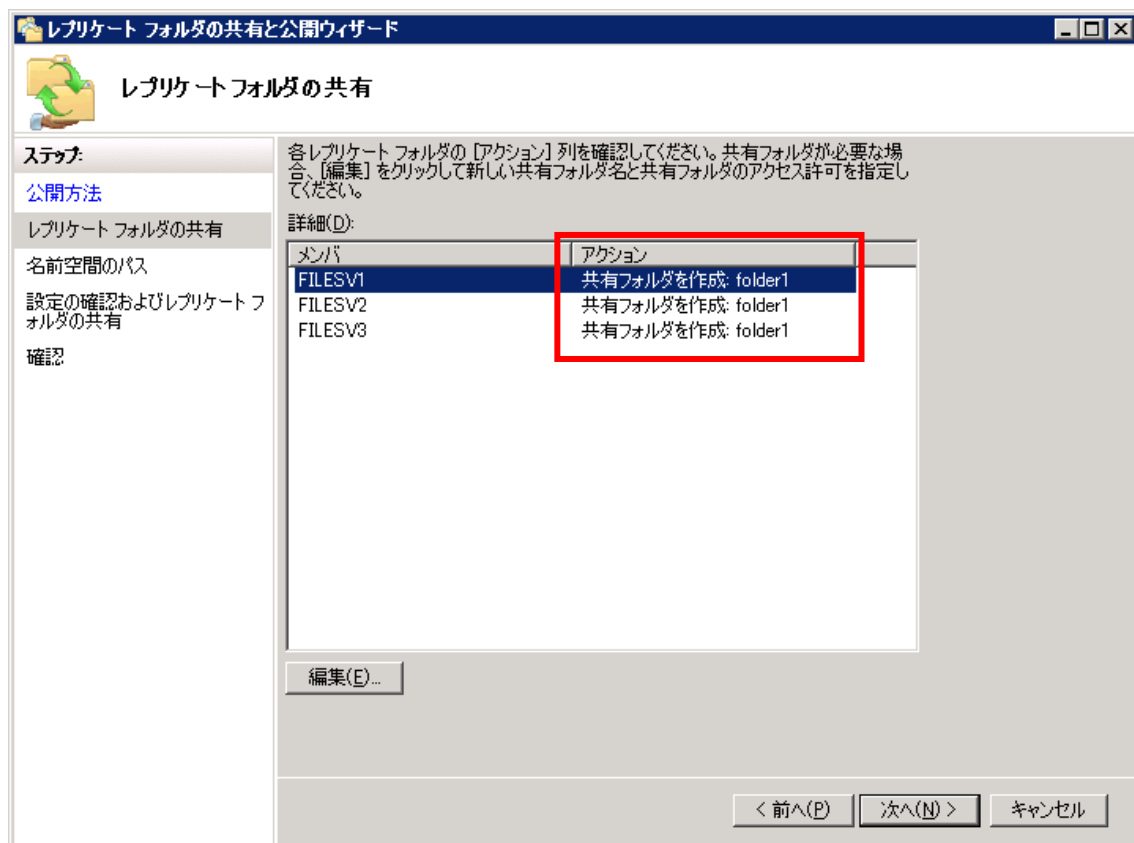 レプリケート フォルダの共有と公開ウィザード
レプリケート フォルダの共有
ステップ:
公開方法
レプリケート フォルダの共有
名前空間のパス
設定の確認およびレプリケート フ
ォルダの共有
確認
各レプリケート フォルダの [アクション] 列を確認してください。共有フォルダが必要な場
合、[編集] をクリックして新しい共有フォルダ名と共有フォルダのアクセス許可を指定し
てください。
詳細(D):
メンバ アクション
FILESV1 共有フォルダを作成: folder1
FILESV2 共有フォルダを作成: folder1
FILESV3 共有フォルダを作成: folder1
編集(E)...
< 前へ(P) 次へ(N) > キャンセル